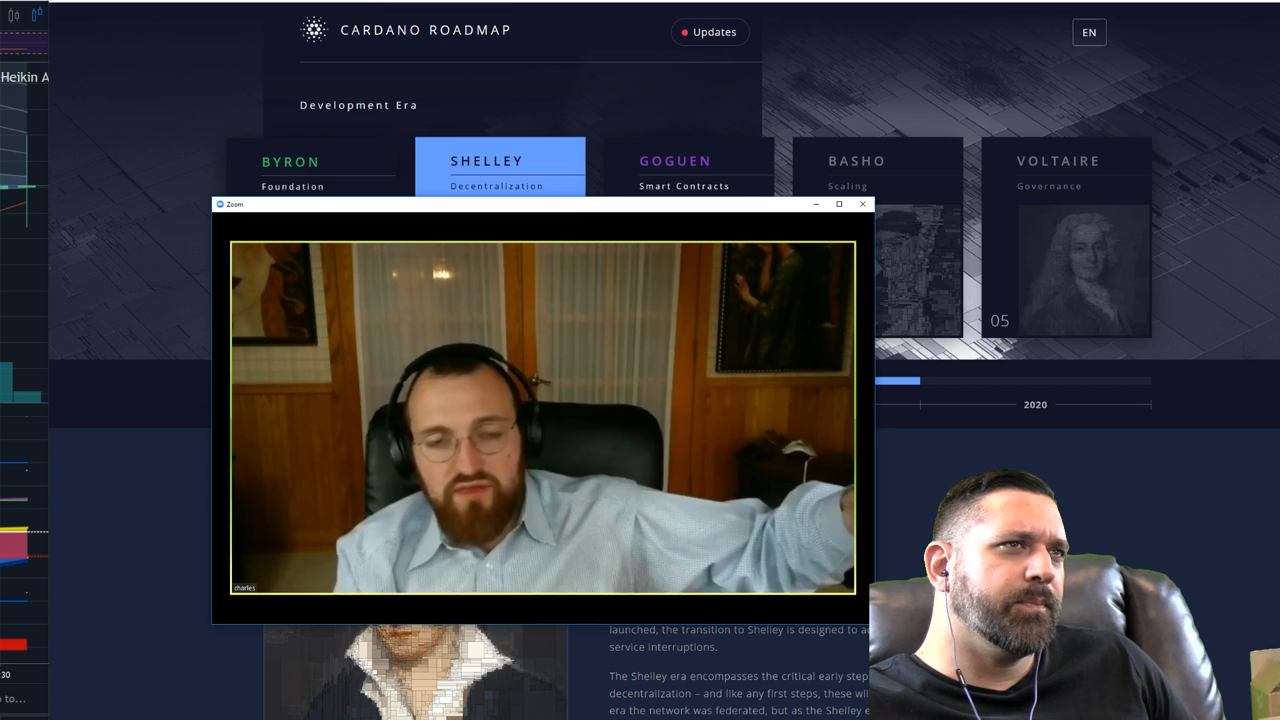 Heikin A
CARDANO ROADMAP
Updates
EN
Development Era
BYRON
Foundation
SHELLEY
Decentralization
GOGUEN
Smart Contracts
BASHO
Scaling
VOLTAIRE
Governance
Zoom
05
2020
charles
launched, the transition to Shelley is designed to
service interruptions.
The Shelley era encompasses the critical early step
decentralization – and like any first steps, these
era the network was federated, but as the Shelley
:30
to...